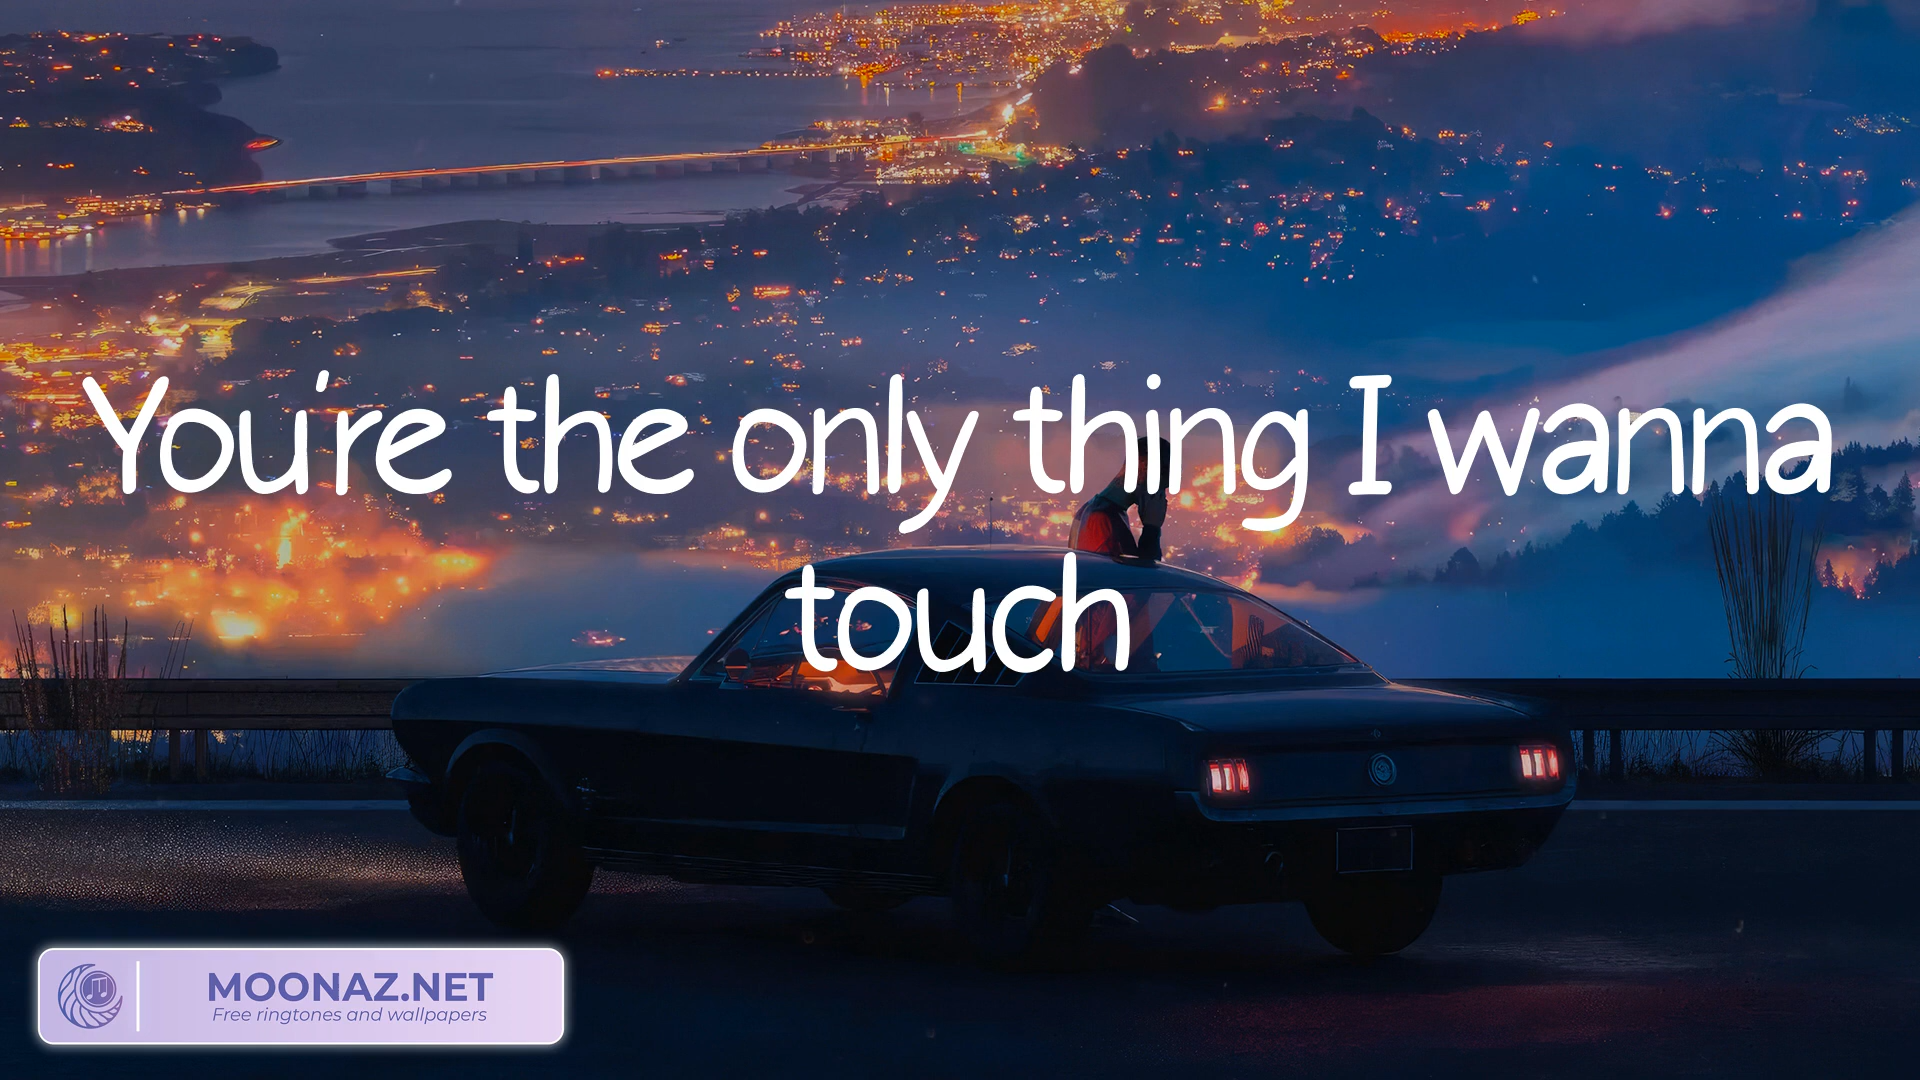 You're the only thing I wanna
touch
MOONAZ.NET
Free ringtones and wallpapers